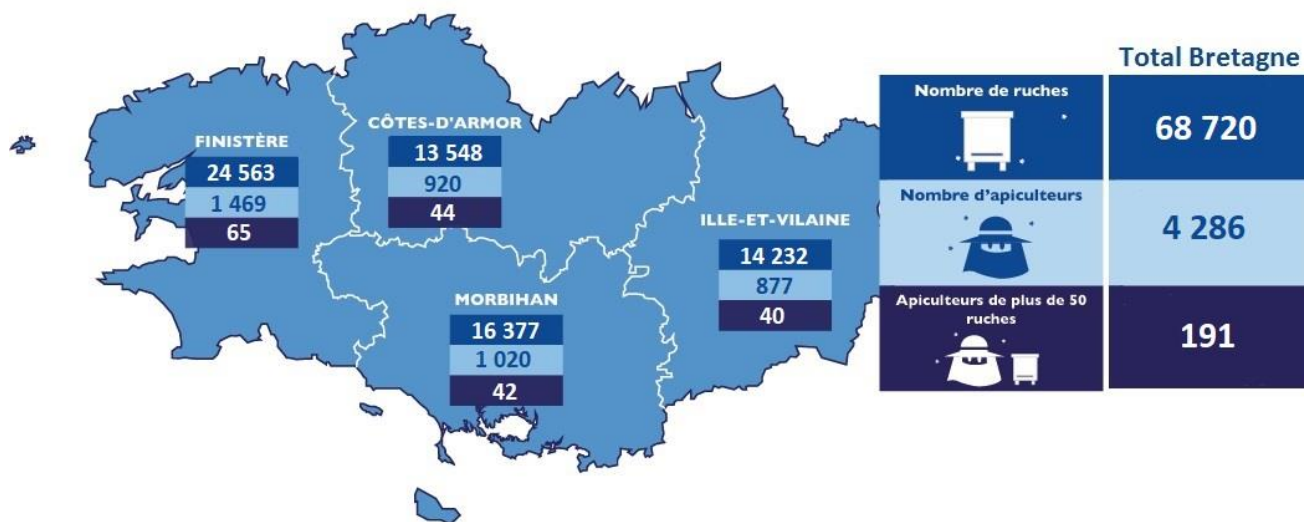 FINISTÈRE
24 563
1 469
65
CÔTES-D'ARMOR
13 548
920
44
MORBIHAN
16 377
1 020
42
ILLE-ET-VILAINE
14 232
877
40
Total Bretagne
Nombre de ruches
68 720
Nombre d'apiculteurs
4 286
Apiculteurs de plus de 50
ruches
191